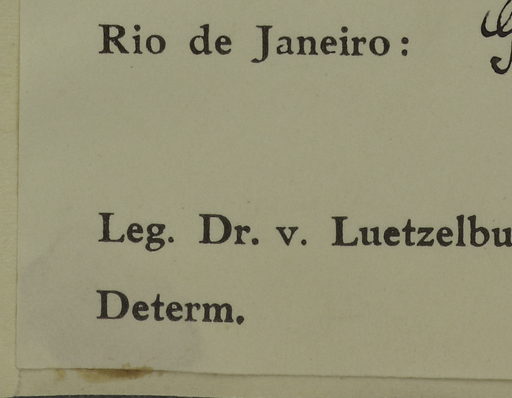 Rio de Janeiro:
Leg. Dr. v. Luetzelbu
Determ.